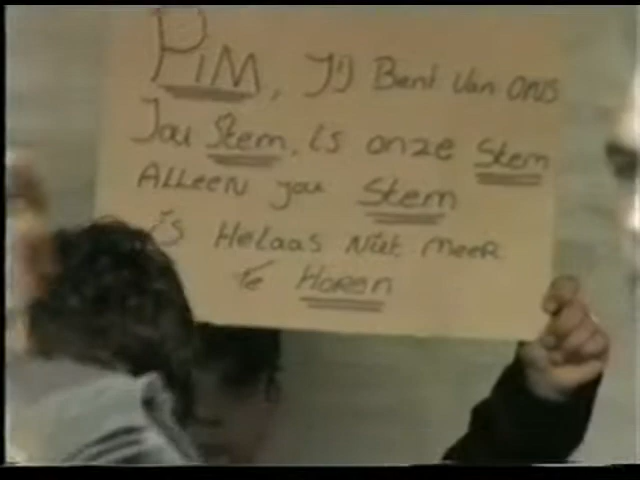 PiM, JiJ Bent Van ONS
Jou Stem, is onze Stem
ALLEEN jou Stem
is HeLaas Niet Meer
Te Horen